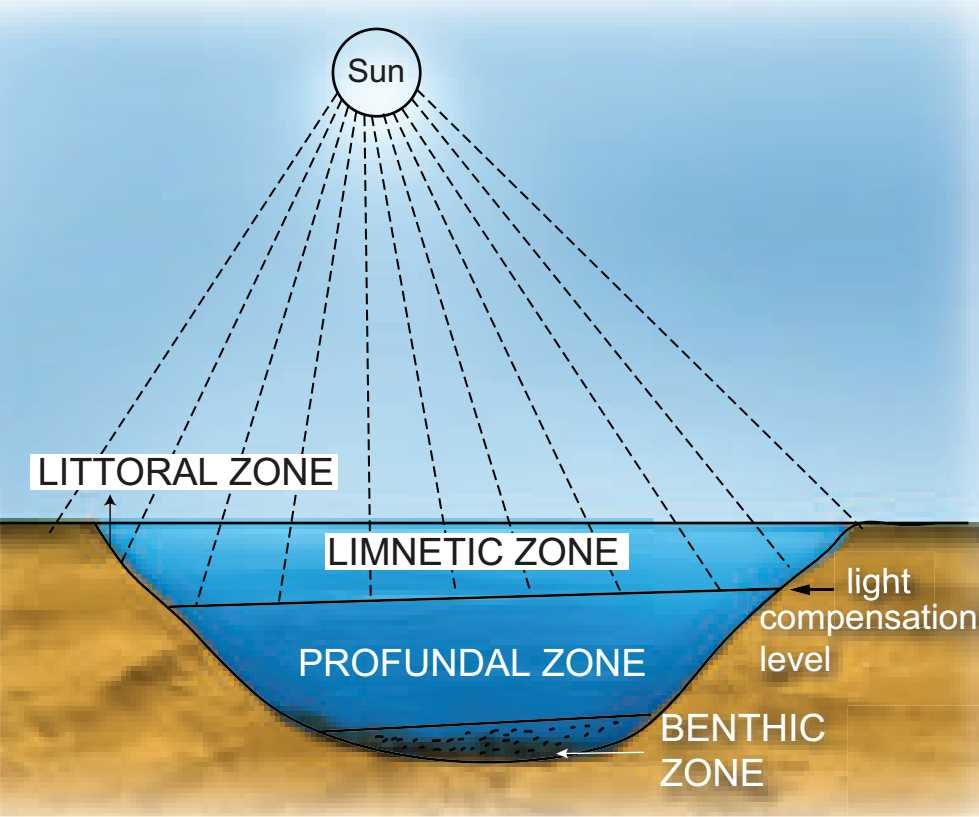 Sun
LITTORAL ZONE
LIMNETIC ZONE
light
compensation
level
PROFUNDAL ZONE
BENTHIC
ZONE